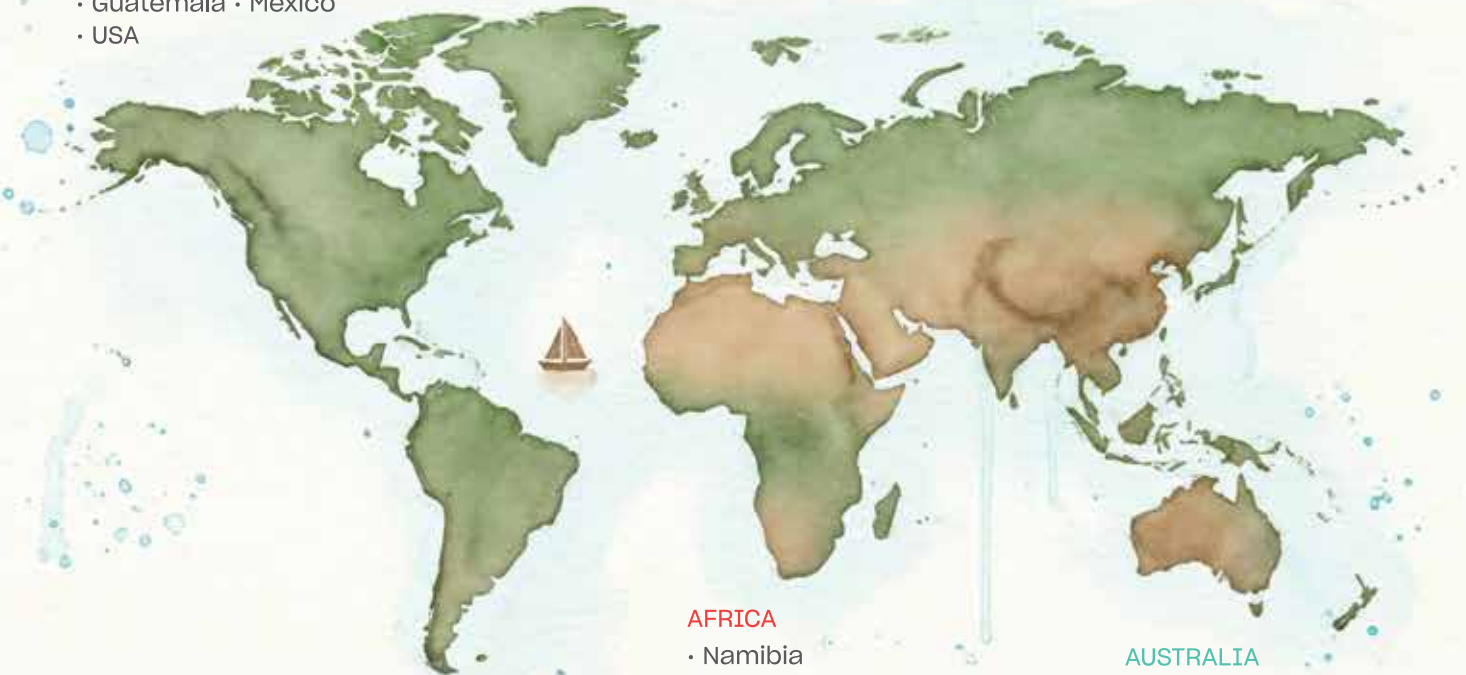 · Guatemala · Mexico
· USA
AFRICA
· Namibia
AUSTRALIA